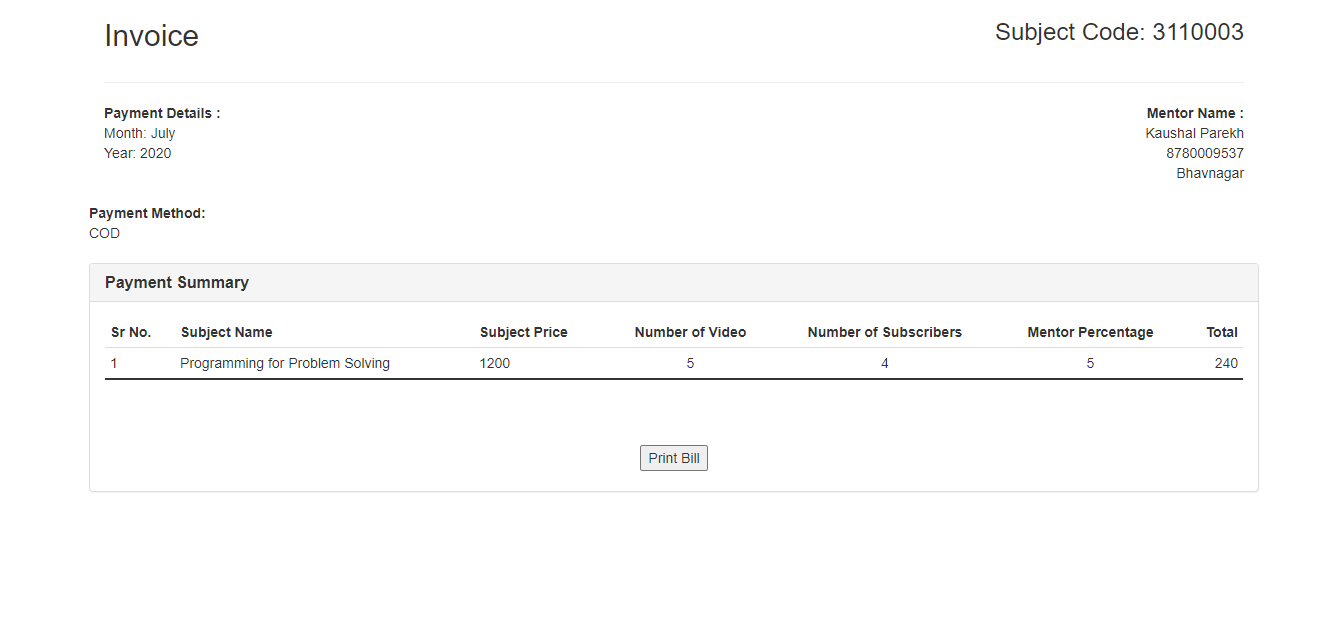 Invoice
Subject Code: 3110003
Payment Details :
Month: July
Year: 2020
Mentor Name :
Kaushal Parekh
8780009537
Bhavnagar
Payment Method:
COD
Payment Summary
Sr No. Subject Name Subject Price Number of Video Number of Subscribers Mentor Percentage Total
1 Programming for Problem Solving 1200 5 4 5 240
Print Bill